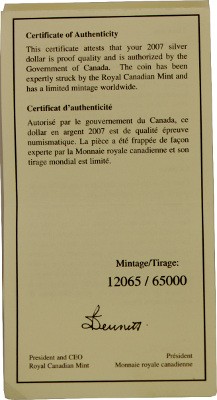 Certificate of Authenticity
This certificate attests that your 2007 silver
dollar is proof quality and is authorized by the
Government of Canada. The coin has been
expertly struck by the Royal Canadian Mint and
has a limited mintage worldwide.
Certificat d'authenticité
Autorisé par le gouvernement du Canada, ce
dollar en argent 2007 est de qualité épreuve
numismatique. La pièce a été frappée de façon
experte par la Monnaie royale canadienne et son
tirage mondial est limité.
Mintage/Tirage:
12065 / 65000
President and CEO
Royal Canadian Mint
Président
Monnaie royale canadienne